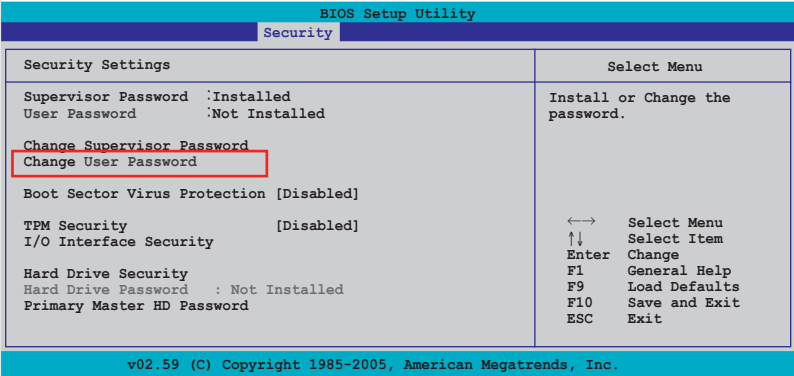 BIOS Setup Utility
Security
Security Settings
Supervisor Password :Installed
User Password :Not Installed
Change Supervisor Password
Change User Password
Boot Sector Virus Protection [Disabled]
TPM Security [Disabled]
I/O Interface Security
Hard Drive Security
Hard Drive Password : Not Installed
Primary Master HD Password
Select Menu
Install or Change the
password.
←→ Select Menu
↑↓ Select Item
Enter Change
F1 General Help
F9 Load Defaults
F10 Save and Exit
ESC Exit
v02.59 (C) Copyright 1985-2005, American Megatrends, Inc.